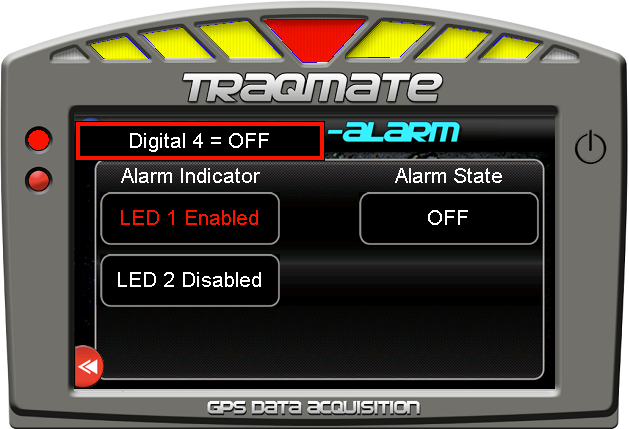 TRAQMATE
-ALARM
Digital 4 = OFF
Alarm Indicator
Alarm State
LED 1 Enabled
OFF
LED 2 Disabled
GPS DATA ACQUISITION